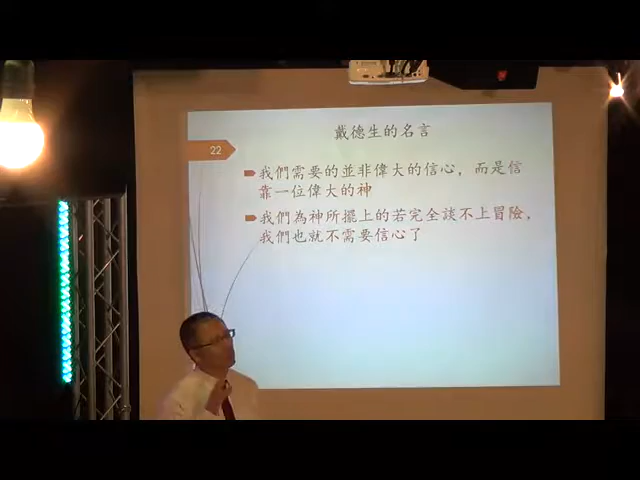 戴德生的名言
22
我們需要的並非偉大的信心，而是信
靠一位偉大的神
我們為神所擺上的若完全談不上冒險，
我們也就不需要信心了